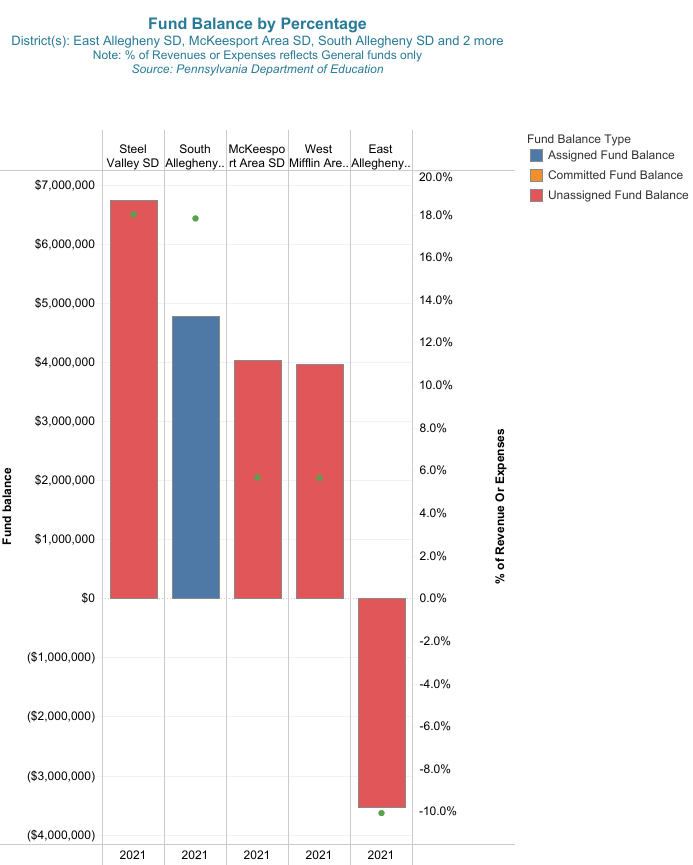 Fund Balance by Percentage
District(s): East Allegheny SD, McKeesport Area SD, South Allegheny SD and 2 more
Note: % of Revenues or Expenses reflects General funds only
Source: Pennsylvania Department of Education
Fund Balance Type
Assigned Fund Balance
Committed Fund Balance
Unassigned Fund Balance
Steel
Valley SD
South
Allegheny..
McKeespo
rt Area SD
West
Mifflin Are..
East
Allegheny..
Fund balance
$7,000,000
$6,000,000
$5,000,000
$4,000,000
$3,000,000
$2,000,000
$1,000,000
$0
($1,000,000)
($2,000,000)
($3,000,000)
($4,000,000)
20.0%
18.0%
16.0%
14.0%
12.0%
10.0%
8.0%
6.0%
4.0%
2.0%
0.0%
-2.0%
-4.0%
-6.0%
-8.0%
-10.0%
% of Revenue Or Expenses
2021
2021
2021
2021
2021